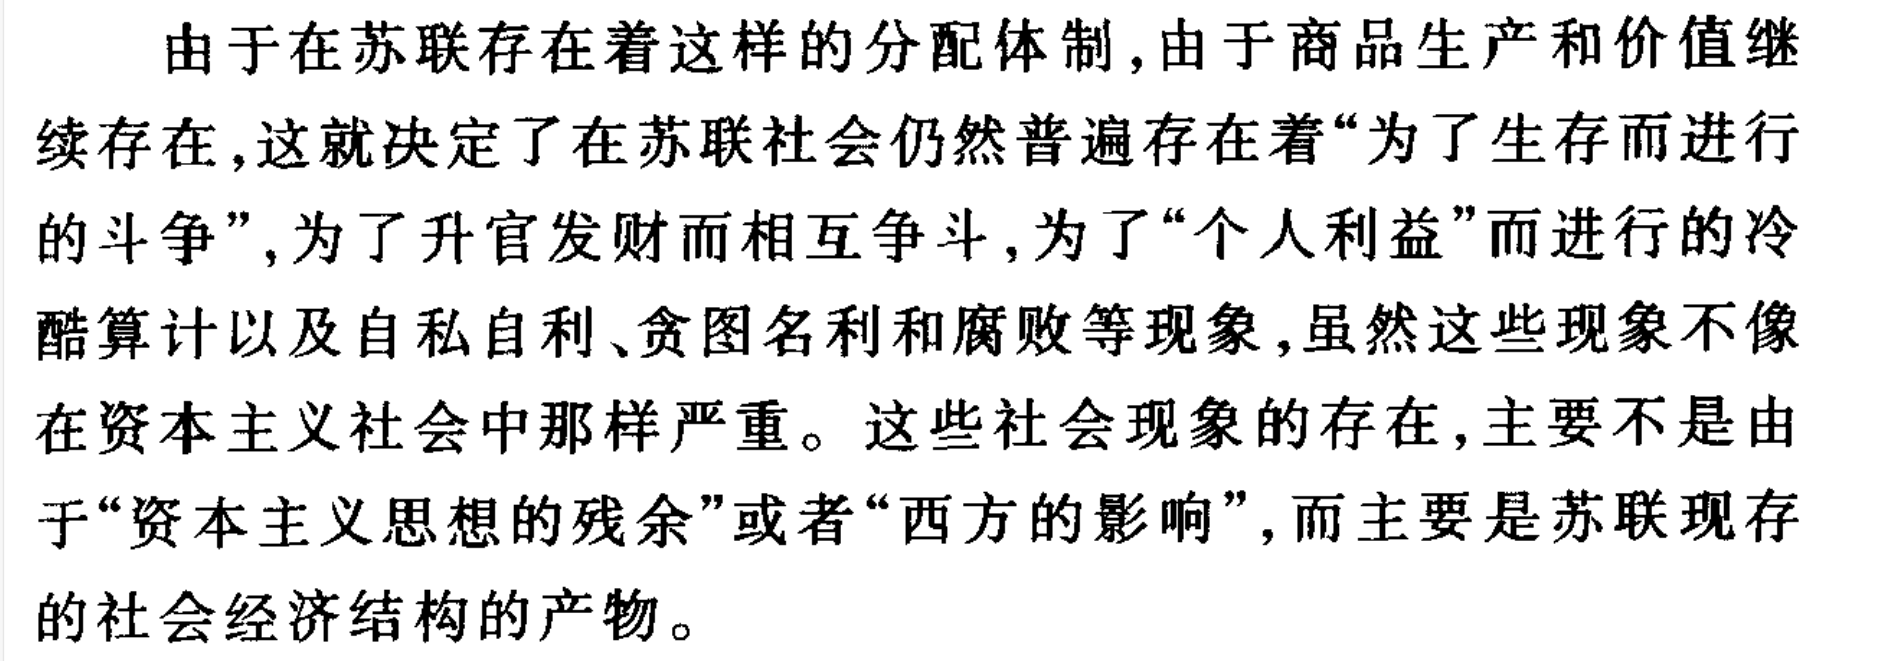 由于在苏联存在着这样的分配体制,由于商品生产和价值继
续存在,这就决定了在苏联社会仍然普遍存在着“为了生存而进行
的斗争”,为了升官发财而相互争斗,为了“个人利益”而进行的冷
酷算计以及自私自利、贪图名利和腐败等现象,虽然这些现象不像
在资本主义社会中那样严重。这些社会现象的存在,主要不是由
于“资本主义思想的残余”或者“西方的影响”,而主要是苏联现存
的社会经济结构的产物。